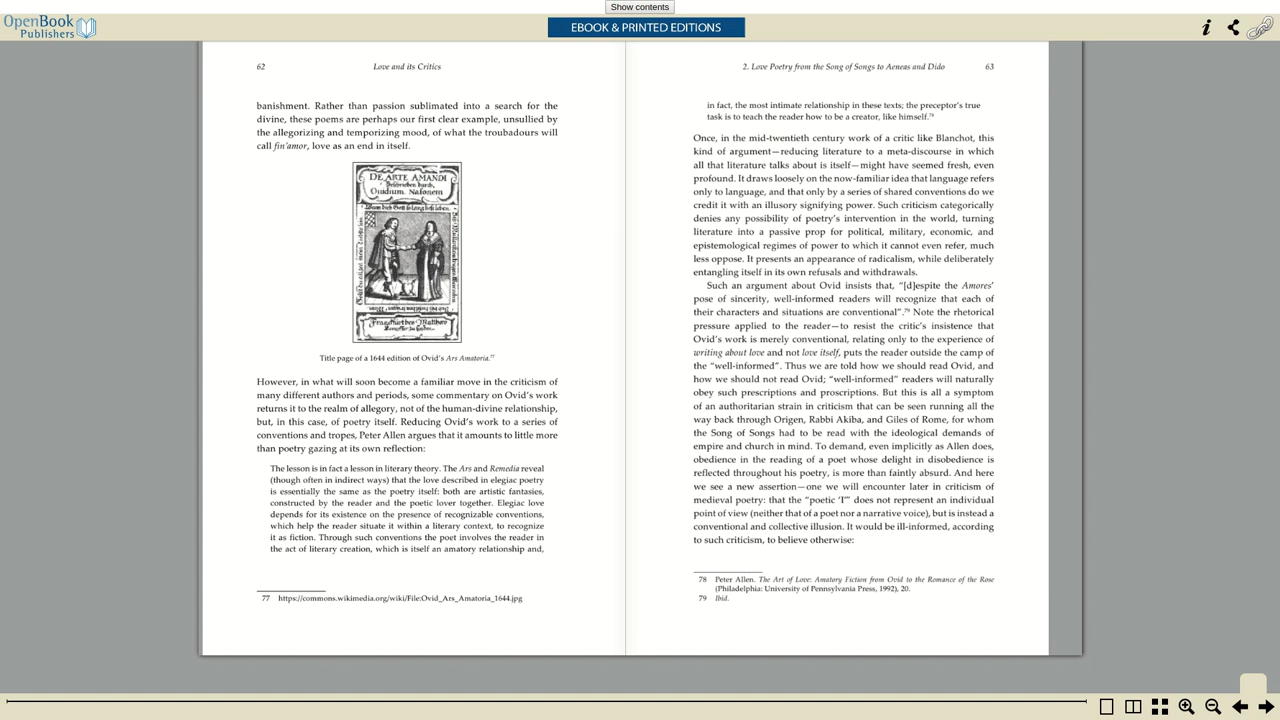 Show contents
OpenBook
Publishers
EBOOK & PRINTED EDITIONS
62
Love and its Critics
banishment. Rather than passion sublimated into a search for the
divine, these poems are perhaps our first clear example, unsullied by
the allegorizing and temporizing mood, of what the troubadours will
call fin'amor, love as an end in itself.
DE ARTE AMANDI
Beschrieben durch,
Ouidium Nasonem
Title page of a 1644 edition of Ovid's Ars Amatoria.77
However, in what will soon become a familiar move in the criticism of
many different authors and periods, some commentary on Ovid's work
returns it to the realm of allegory, not of the human-divine relationship,
but, in this case, of poetry itself. Reducing Ovid's work to a series of
conventions and tropes, Peter Allen argues that it amounts to little more
than poetry gazing at its own reflection:
The lesson is in fact a lesson in literary theory. The Ars and Remedia reveal
(though often in indirect ways) that the love described in elegiac poetry
is essentially the same as the poetry itself: both are artistic fantasies,
constructed by the reader and the poetic lover together. Elegiac love
depends for its existence on the presence of recognizable conventions,
which help the reader situate it within a literary context, to recognize
it as fiction. Through such conventions the poet involves the reader in
the act of literary creation, which is itself an amatory relationship and,
77 https://commons.wikimedia.org/wiki/File:Ovid_Ars_Amatoria_1644.jpg
2. Love Poetry from the Song of Songs to Aeneas and Dido
63
in fact, the most intimate relationship in these texts; the preceptor's true
task is to teach the reader how to be a creator, like himself.78
Once, in the mid-twentieth century work of a critic like Blanchot, this
kind of argument—reducing literature to a meta-discourse in which
all that literature talks about is itself—might have seemed fresh, even
profound. It draws loosely on the now-familiar idea that language refers
only to language, and that only by a series of shared conventions do we
credit it with an illusory signifying power. Such criticism categorically
denies any possibility of poetry's intervention in the world, turning
literature into a passive prop for political, military, economic, and
epistemological regimes of power to which it cannot even refer, much
less oppose. It presents an appearance of radicalism, while deliberately
entangling itself in its own refusals and withdrawals.
Such an argument about Ovid insists that, “[d]espite the Amores'
pose of sincerity, well-informed readers will recognize that each of
their characters and situations are conventional”.79 Note the rhetorical
pressure applied to the reader—to resist the critic's insistence that
Ovid's work is merely conventional, relating only to the experience of
writing about love and not love itself, puts the reader outside the camp of
the “well-informed”. Thus we are told how we should read Ovid, and
how we should not read Ovid; “well-informed” readers will naturally
obey such prescriptions and proscriptions. But this is all a symptom
of an authoritarian strain in criticism that can be seen running all the
way back through Origen, Rabbi Akiba, and Giles of Rome, for whom
the Song of Songs had to be read with the ideological demands of
empire and church in mind. To demand, even implicitly as Allen does,
obedience in the reading of a poet whose delight in disobedience is
reflected throughout his poetry, is more than faintly absurd. And here
we see a new assertion—one we will encounter later in criticism of
medieval poetry: that the “poetic ‘I’” does not represent an individual
point of view (neither that of a poet nor a narrative voice), but is instead a
conventional and collective illusion. It would be ill-informed, according
to such criticism, to believe otherwise:
78 Peter Allen. The Art of Love: Amatory Fiction from Ovid to the Romance of the Rose
(Philadelphia: University of Pennsylvania Press, 1992), 20.
79 Ibid.